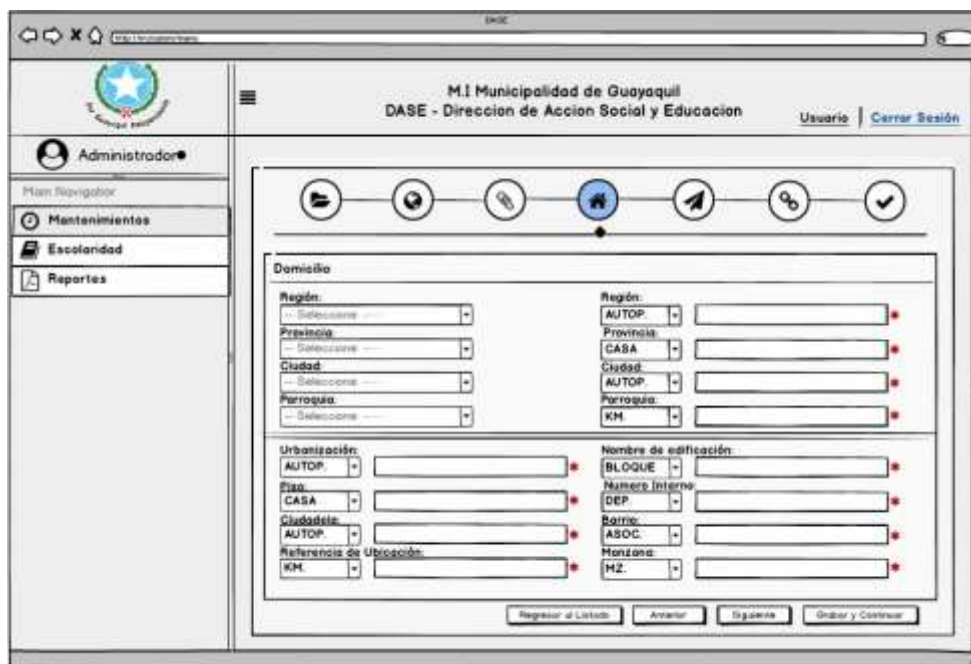 DASE
M.I Municipalidad de Guayaquil
DASE - Direccion de Accion Social y Educacion
Usuario | Cerrar Sesión
Administrador
Main Navigator
Mantenimientos
Escolaridad
Reportes
Domicilio
Región: Región:
-- Seleccione ---- AUTOP. *
Provincia: Provincia:
-- Seleccione ---- CASA *
Ciudad: Ciudad:
-- Seleccione ---- AUTOP. *
Parroquia: Parroquia:
-- Seleccione ---- KM. *
Urbanización: Nombre de edificación:
AUTOP. * BLOQUE *
Piso: Numero Interno:
CASA * DEP. *
Ciudadela: Barrio:
AUTOP. * ASOC. *
Referencia de Ubicación: Manzana:
KM. * MZ. *
Regresar al Listado Anterior Siguiente Grabar y Continuar